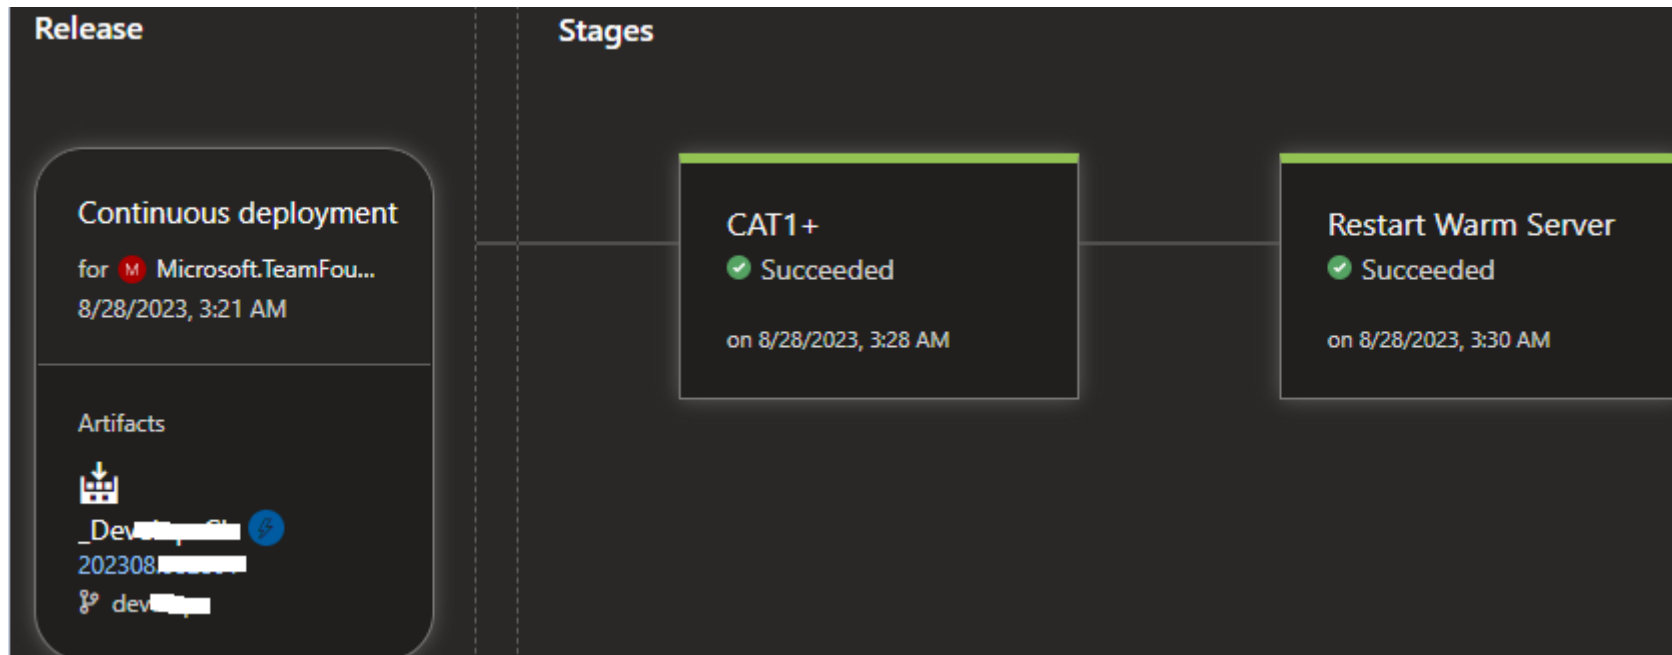 Release
Continuous deployment
for M Microsoft.TeamFou...
8/28/2023, 3:21 AM
Artifacts
Stages
CAT1+
Succeeded
on 8/28/2023, 3:28 AM
Restart Warm Server
Succeeded
on 8/28/2023, 3:30 AM